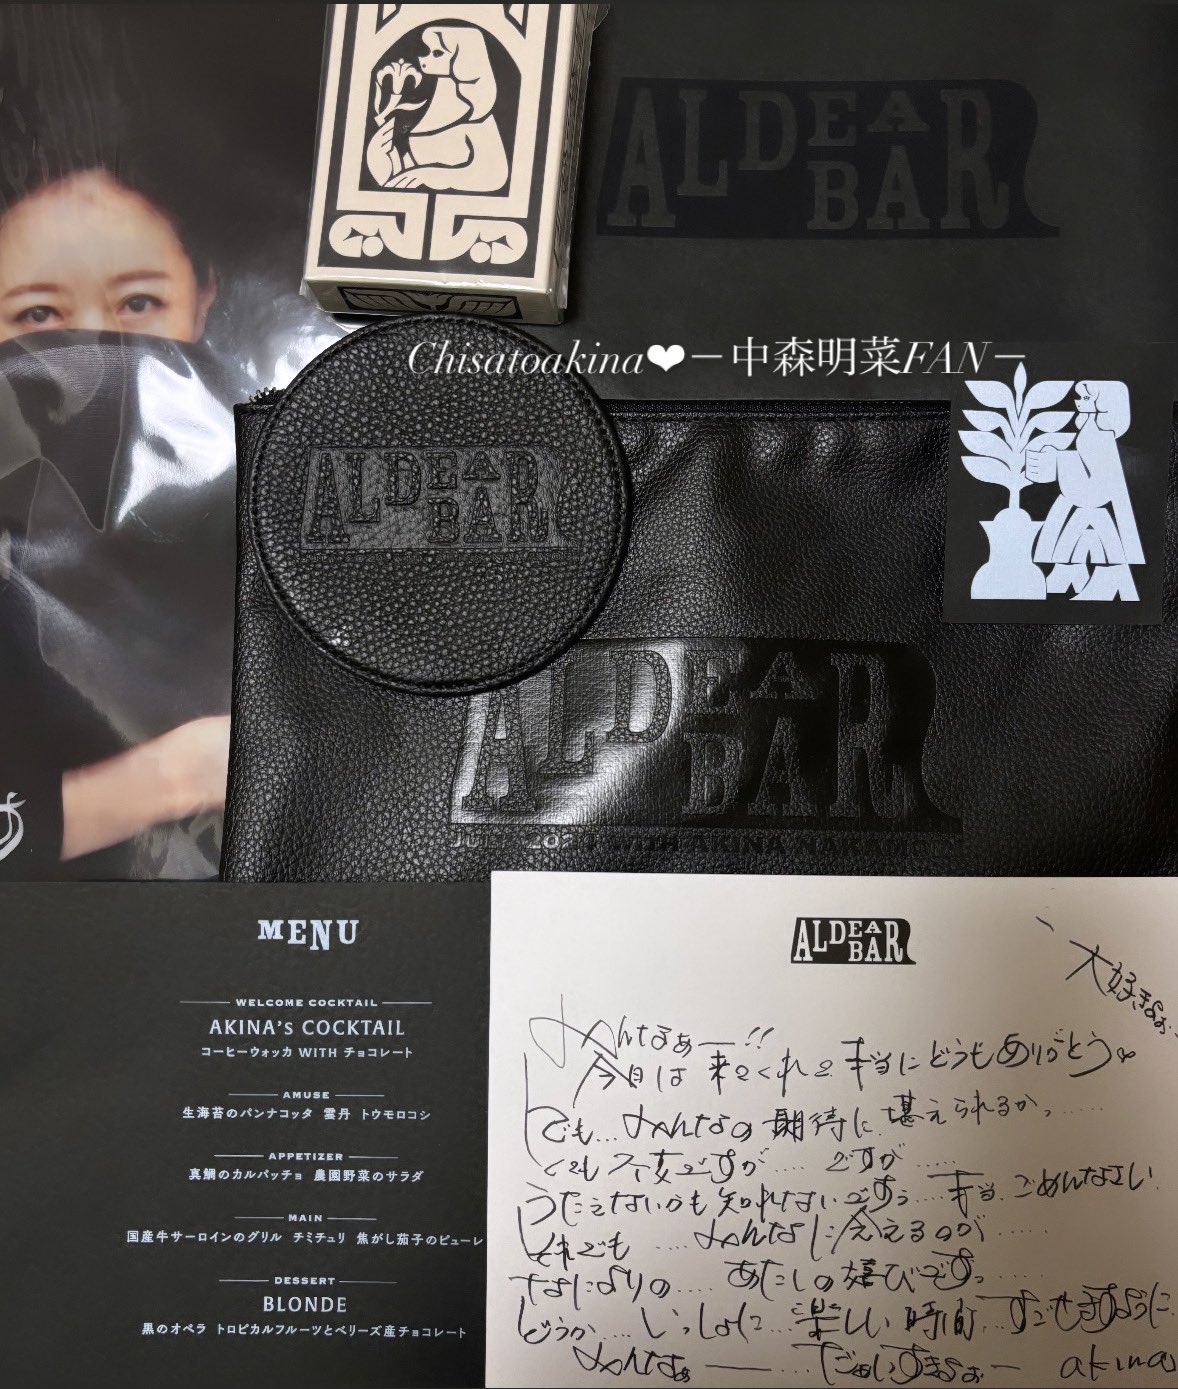 ALDEABAR
Chisatoakina❤ー中森明菜FANー
ALDEABAR
ALDEABAR
WITH AKINA
MENU
WELCOME COCKTAIL
AKINA's COCKTAIL
コーヒーウォッカ WITH チョコレート
AMUSE
生海苔のパンナコッタ 雲丹 トウモロコシ
APPETIZER
真鯛のカルパッチョ 農園野菜のサラダ
MAIN
国産牛サーロインのグリル チミチュリ 焦がし茄子のピューレ
DESSERT
BLONDE
黒のオペラ トロピカルフルーツとベリーズ産チョコレート
ALDEABAR
大好きよぉ
みんなぁー!!
今日は来てくれて本当にどうもありがとう
でも…みんなの期待に堪えられるか……
とても不安ですが…. ですが…..
うたえないかも知れないですぅ…. 本当、ごめんなさい
それでも …. みんなに会えるのが ……
なによりの…. あたしの喜びですっ……
どうか…. いっしょに… 楽しい時間…すごせますように
みんなぁ―― … だぁいすきよぉー akina